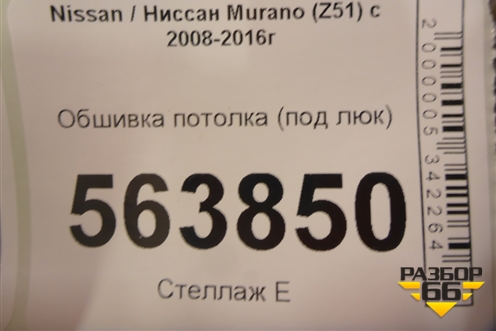 Nissan / Ниссан Murano (Z51) с
2008-2016г
Обшивка потолка (под люк)
563850
Стеллаж Е
2000005342264
РАЗБОР
66